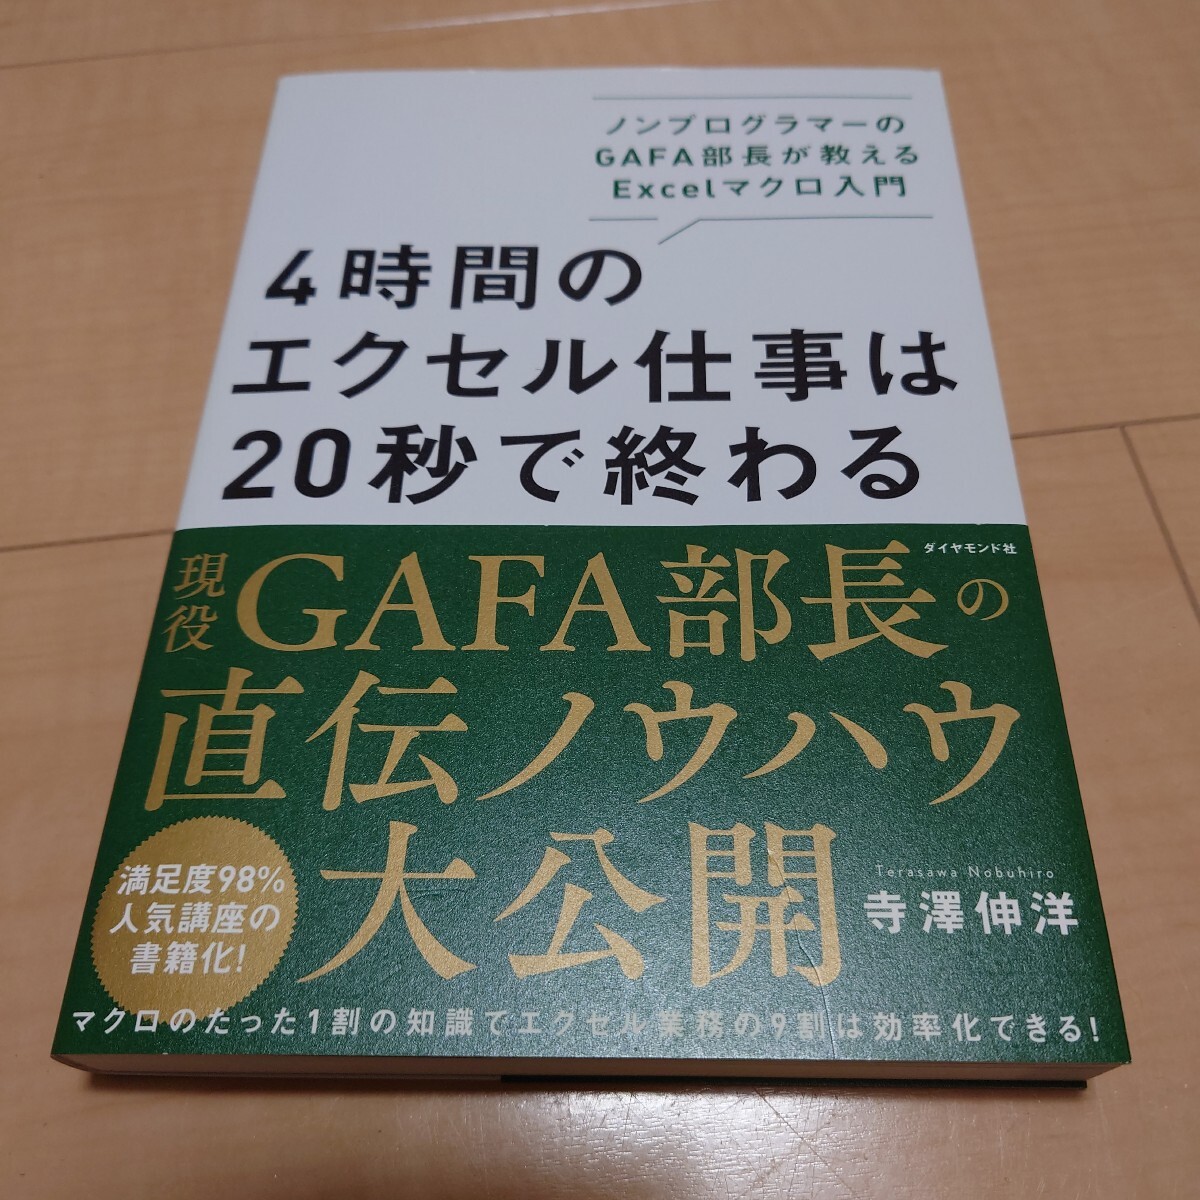 ノンプログラマーの
GAFA部長が教える
Excelマクロ入門
4時間の
エクセル仕事は
20秒で終わる
ダイヤモンド社
現役GAFA部長の
直伝ノウハウ
大公開
満足度98%
人気講座の
書籍化!
Terasawa Nobuhiro
寺澤伸洋
マクロのたった1割の知識でエクセル業務の9割は効率化できる!